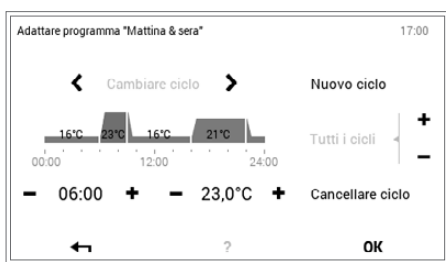 Adattare programma "Mattina & sera" 17:00
Cambiare ciclo Nuovo ciclo
16°C 23°C 16°C 21°C
Tutti i cicli
00:00 12:00 24:00
− 06:00 + − 23,0°C + Cancellare ciclo
? OK